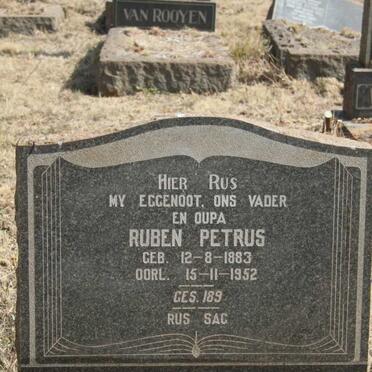 VAN ROOYEN
HIER RUS
MY EGGENOOT, ONS VADER
EN OUPA
RUBEN PETRUS
GEB. 12-8-1883
OORL. 15-11-1952
GES. 189
RUS SAG